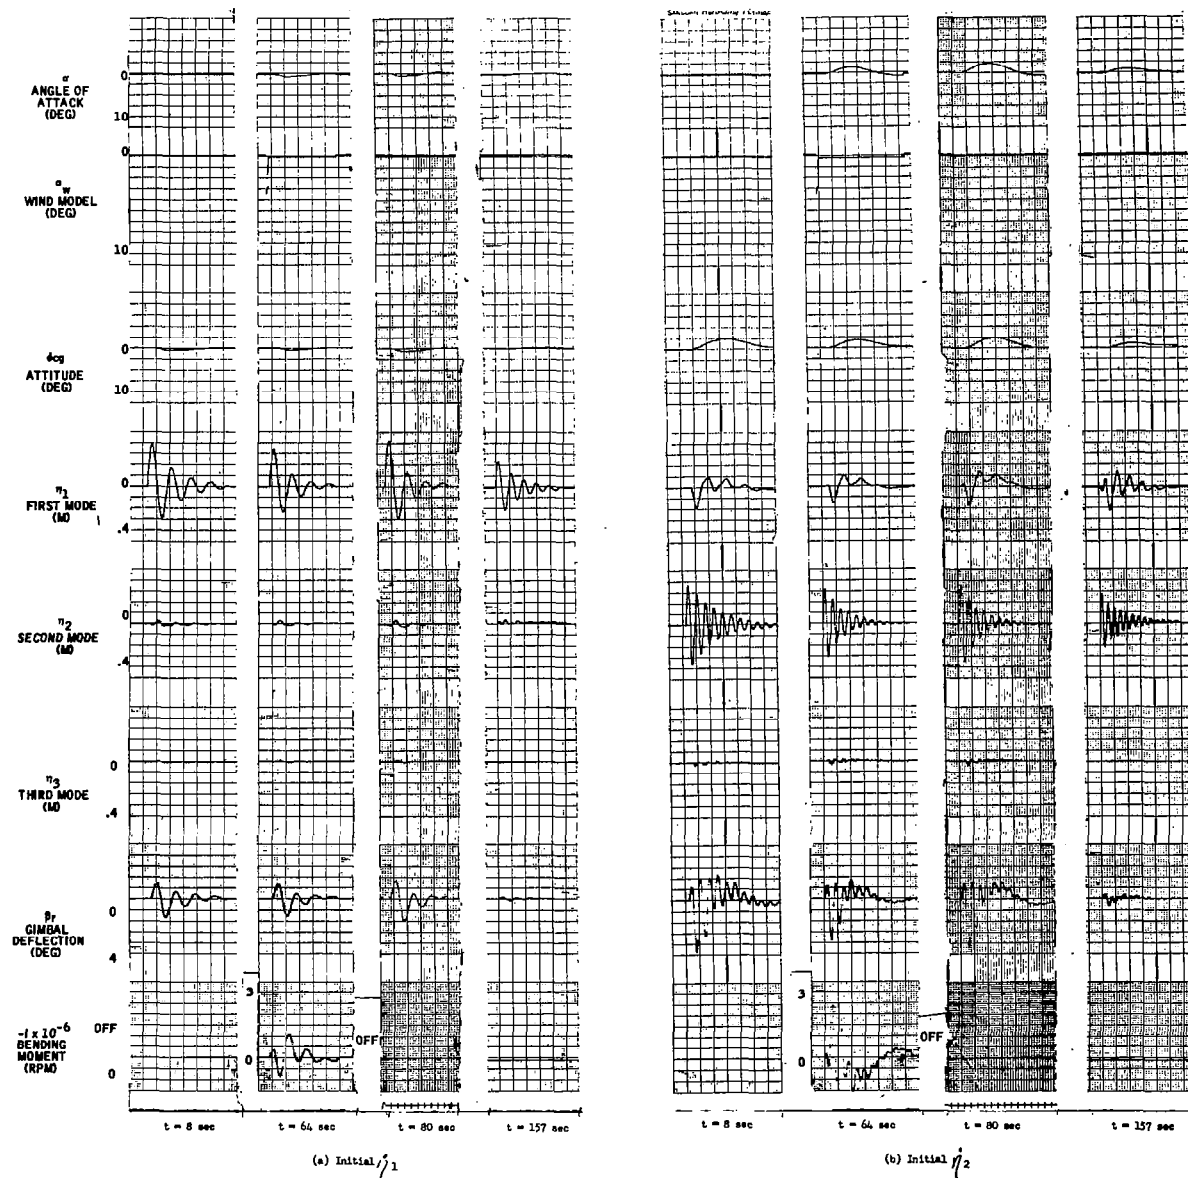 0
α
ANGLE OF
ATTACK
(DEG)
10
0
α
w
WIND MODEL
(DEG)
10
ϕcg
0
ATTITUDE
(DEG)
10
η1
0
FIRST MODE
(M)
.4
η2
0
SECOND MODE
(M)
.4
η3
0
THIRD MODE
(M)
.4
βr
0
GIMBAL
DEFLECTION
(DEG)
4
-1 x 10-6
OFF
BENDING
MOMENT
(RPM)
0
3
0
OFF
3
0
OFF
t = 8 sec
t = 64 sec
t = 80 sec
t = 157 sec
t = 8 sec
t = 64 sec
t = 80 sec
t = 157 sec
(a) Initial η̇1
(b) Initial η̇2